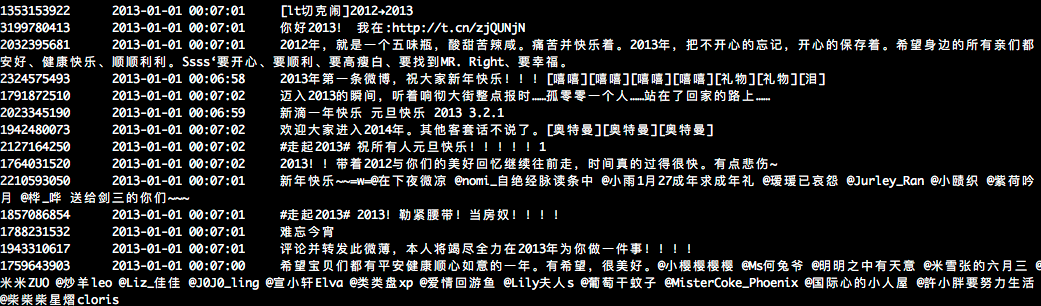 1353153922 2013-01-01 00:07:01 [lt切克闹]2012→2013
3199780413 2013-01-01 00:07:01 你好2013! 我在:http://t.cn/zjQUNjN
2032395681 2013-01-01 00:07:01 2012年，就是一个五味瓶，酸甜苦辣咸。痛苦并快乐着。2013年，把不开心的忘记，开心的保存着。希望身边的所有亲们都
安好、健康快乐、顺顺利利。Ssss‘要开心、要顺利、要高瘦白、要找到MR. Right、要幸福。
2324575493 2013-01-01 00:06:58 2013年第一条微博，祝大家新年快乐！！！[嘻嘻][嘻嘻][嘻嘻][嘻嘻][礼物][礼物][泪]
1791872510 2013-01-01 00:07:02 迈入2013的瞬间，听着响彻大街整点报时……孤零零一个人……站在了回家的路上……
2023345190 2013-01-01 00:06:59 新滴一年快乐 元旦快乐 2013 3.2.1
1942480073 2013-01-01 00:07:02 欢迎大家进入2014年。其他客套话不说了。[奥特曼][奥特曼][奥特曼]
2127164250 2013-01-01 00:07:02 #走起2013# 祝所有人元旦快乐！！！！！1
1764031520 2013-01-01 00:07:02 2013！！带着2012与你们的美好回忆继续往前走，时间真的过得很快。有点悲伤~
2210593050 2013-01-01 00:07:01 新年快乐~~=w=@在下夜微凉 @nomi_自绝经脉读条中 @小雨1月27成年求成年礼 @瑷瑗已哀怨 @Jurley_Ran @小赜织 @紫荷吟
月 @桦_哗 送给剑三的你们~~~
1857086854 2013-01-01 00:07:01 #走起2013# 2013! 勒紧腰带! 当房奴！！！！
1788231532 2013-01-01 00:07:02 难忘今宵
1943310617 2013-01-01 00:07:01 评论并转发此微薄，本人将竭尽全力在2013年为你做一件事！！！！
1759643903 2013-01-01 00:07:00 希望宝贝们都有平安健康顺心如意的一年。有希望，很美好。@小樱樱樱樱 @Ms何兔爷 @明明之中有天意 @米雪张的六月三 @
米米ZUO @炒羊leo @Liz_佳佳 @J0J0_ling @宣小轩Elva @类类盘xp @爱情回游鱼 @Lily夫人s @葡萄干蚊子 @MisterCoke_Phoenix @国际心的小人屋 @許小胖要努力生活
@柴柴柴星熠cloris